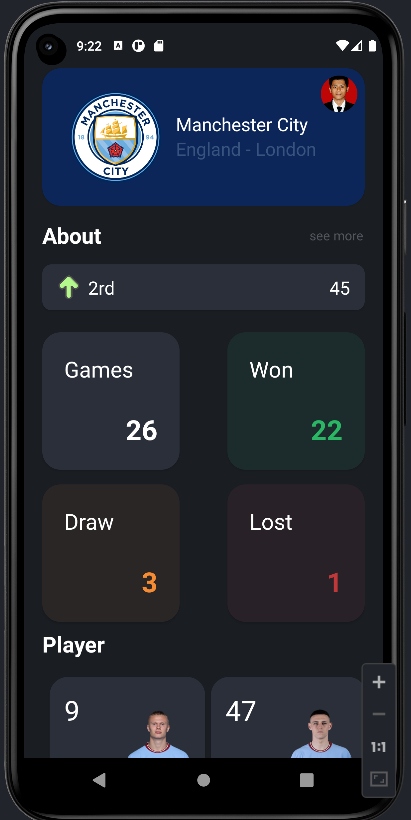 9:22
MANCHESTER
18 94
CITY
Manchester City
England - London
About
see more
2rd
45
Games
Won
26
22
Draw
Lost
3
1
Player
9
47
1:1